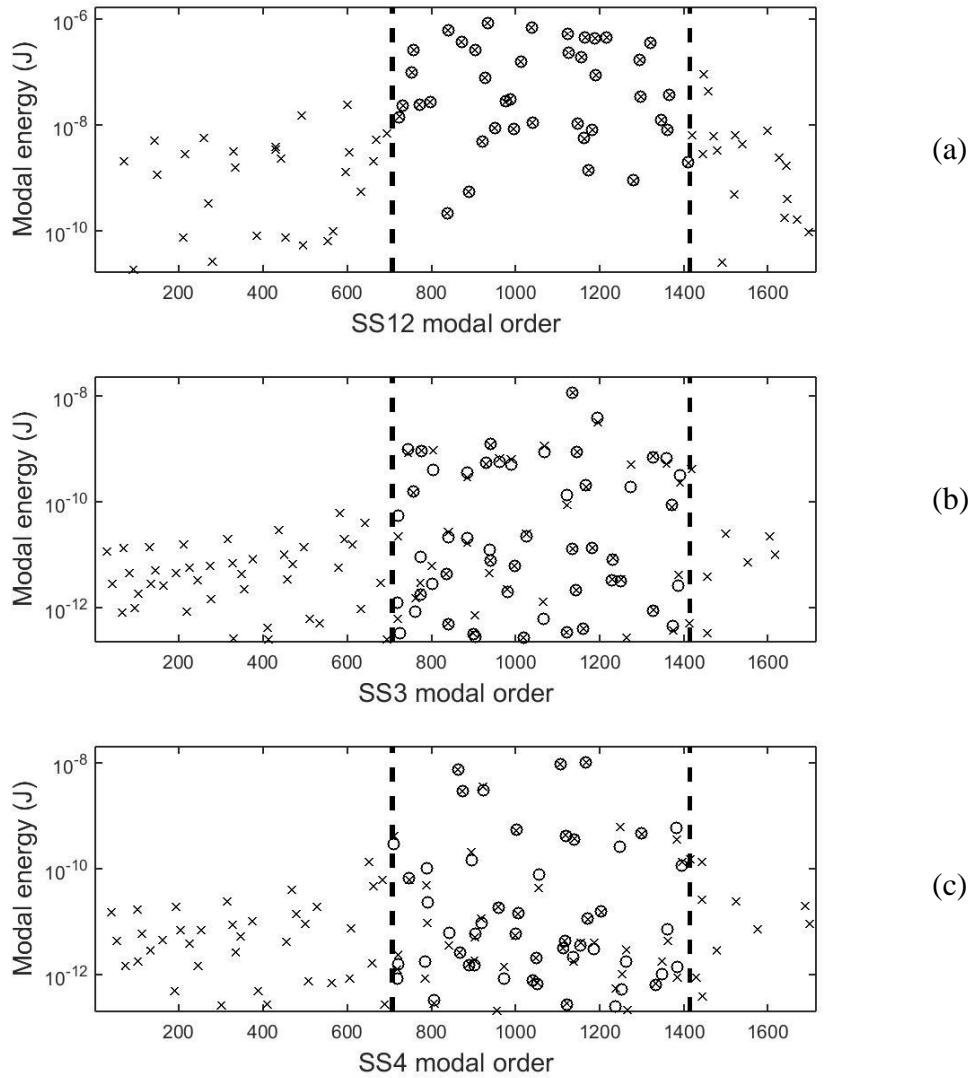 10-6
10-8
10-10
Modal energy (J)
200 400 600 800 1000 1200 1400 1600
SS12 modal order
(a)
10-8
10-10
10-12
Modal energy (J)
200 400 600 800 1000 1200 1400 1600
SS3 modal order
(b)
10-8
10-10
10-12
Modal energy (J)
200 400 600 800 1000 1200 1400 1600
SS4 modal order
(c)